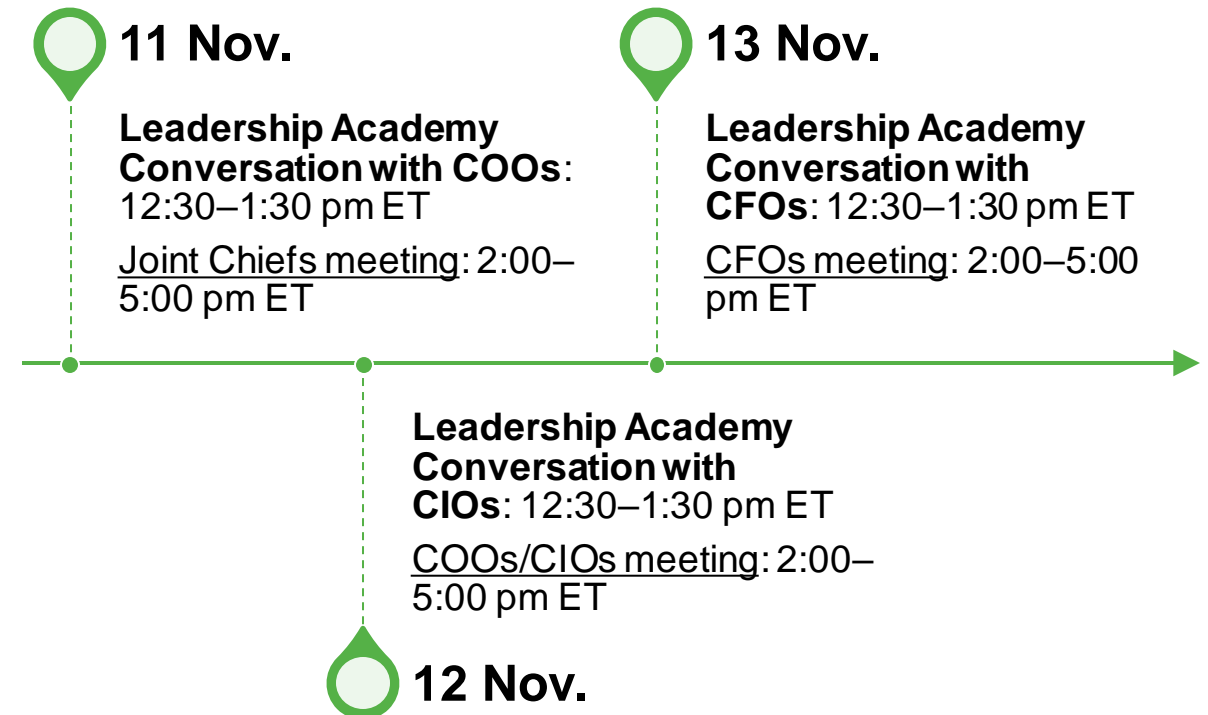 11 Nov.
Leadership Academy
Conversation with COOs:
12:30–1:30 pm ET
Joint Chiefs meeting: 2:00–
5:00 pm ET
13 Nov.
Leadership Academy
Conversation with
CFOs: 12:30–1:30 pm ET
CFOs meeting: 2:00–5:00
pm ET
Leadership Academy
Conversation with
CIOs: 12:30–1:30 pm ET
COOs/CIOs meeting: 2:00–
5:00 pm ET
12 Nov.